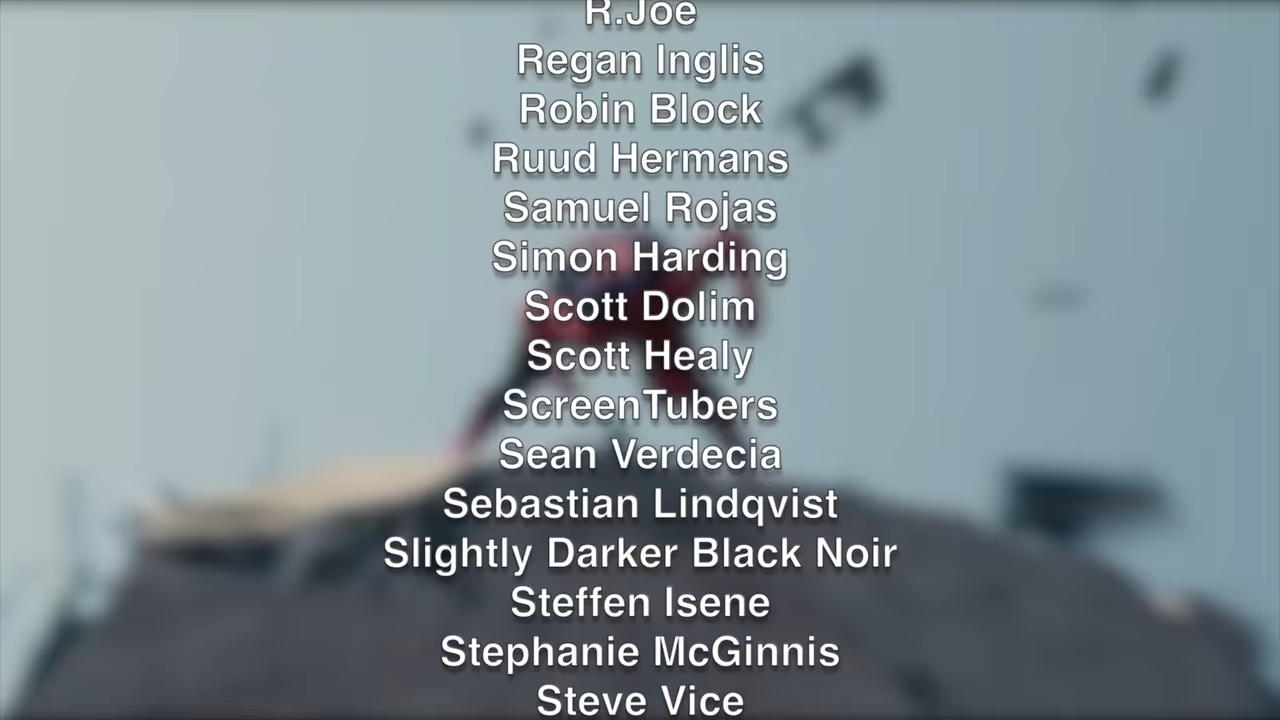 R.Joe
Regan Inglis
Robin Block
Ruud Hermans
Samuel Rojas
Simon Harding
Scott Dolim
Scott Healy
ScreenTubers
Sean Verdecia
Sebastian Lindqvist
Slightly Darker Black Noir
Steffen Isene
Stephanie McGinnis
Steve Vice